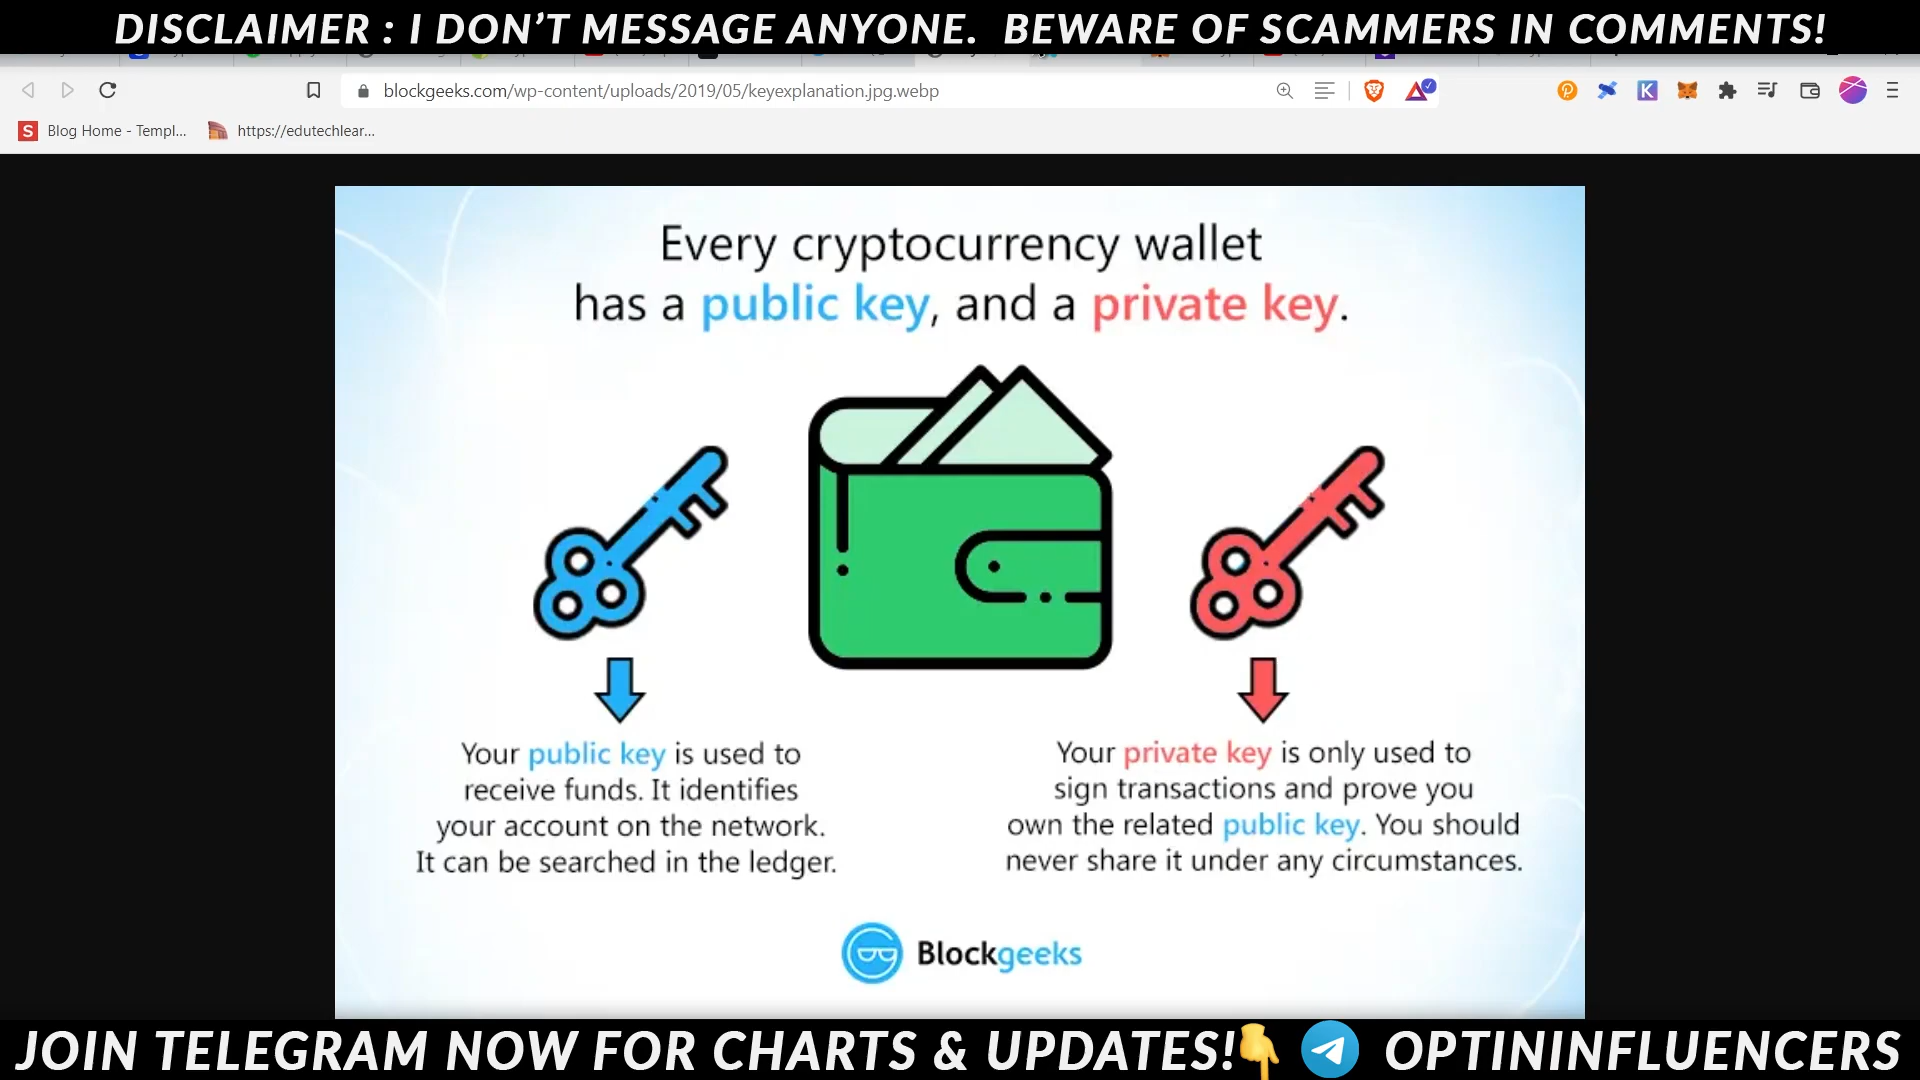 DISCLAIMER : I DON’T MESSAGE ANYONE. BEWARE OF SCAMMERS IN COMMENTS!
blockgeeks.com/wp-content/uploads/2019/05/keyexplanation.jpg.webp
K
S Blog Home - Templ... https://edutechlear...
Every cryptocurrency wallet
has a public key, and a private key.
Your public key is used to
receive funds. It identifies
your account on the network.
It can be searched in the ledger.
Your private key is only used to
sign transactions and prove you
own the related public key. You should
never share it under any circumstances.
Blockgeeks
JOIN TELEGRAM NOW FOR CHARTS & UPDATES!👇 OPTININFLUENCERS